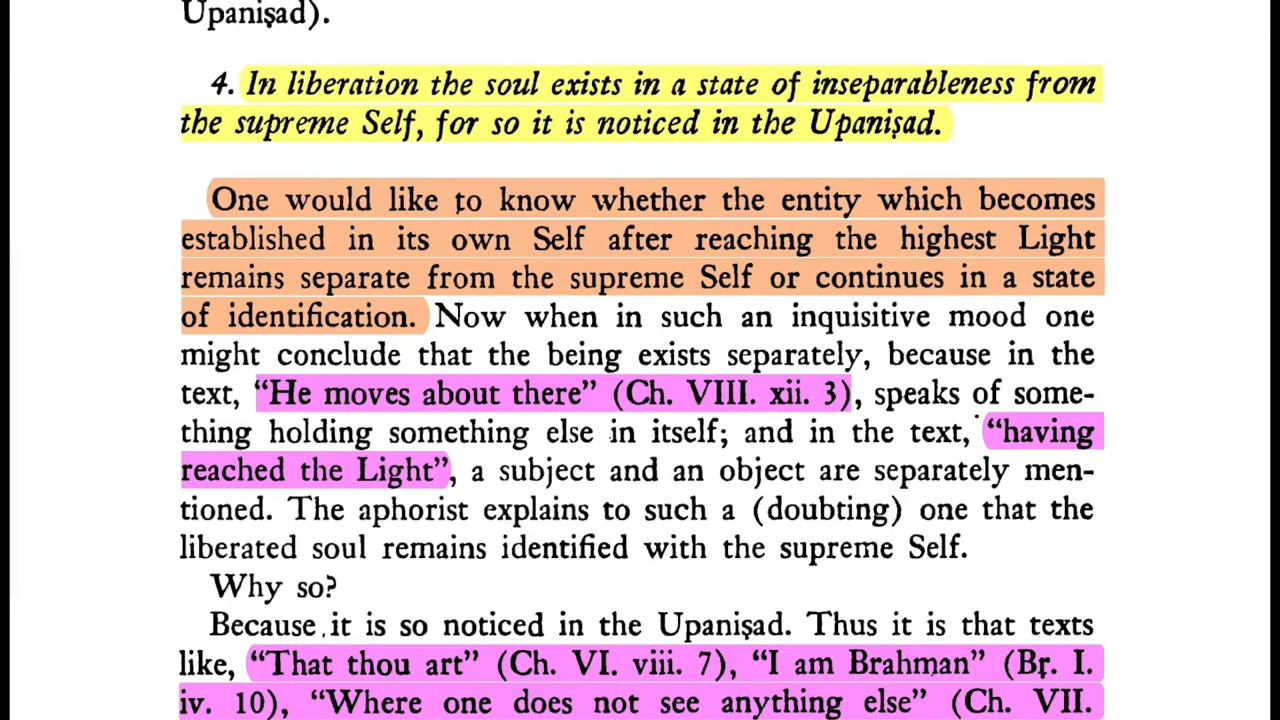 Upaniṣad).
4. In liberation the soul exists in a state of inseparableness from
the supreme Self, for so it is noticed in the Upaniṣad.
One would like to know whether the entity which becomes
established in its own Self after reaching the highest Light
remains separate from the supreme Self or continues in a state
of identification. Now when in such an inquisitive mood one
might conclude that the being exists separately, because in the
text, “He moves about there” (Ch. VIII. xii. 3), speaks of some-
thing holding something else in itself; and in the text, “having
reached the Light”, a subject and an object are separately men-
tioned. The aphorist explains to such a (doubting) one that the
liberated soul remains identified with the supreme Self.
Why so?
Because it is so noticed in the Upaniṣad. Thus it is that texts
like, “That thou art” (Ch. VI. viii. 7), “I am Brahman” (Bṛ. I.
iv. 10), “Where one does not see anything else” (Ch. VII.